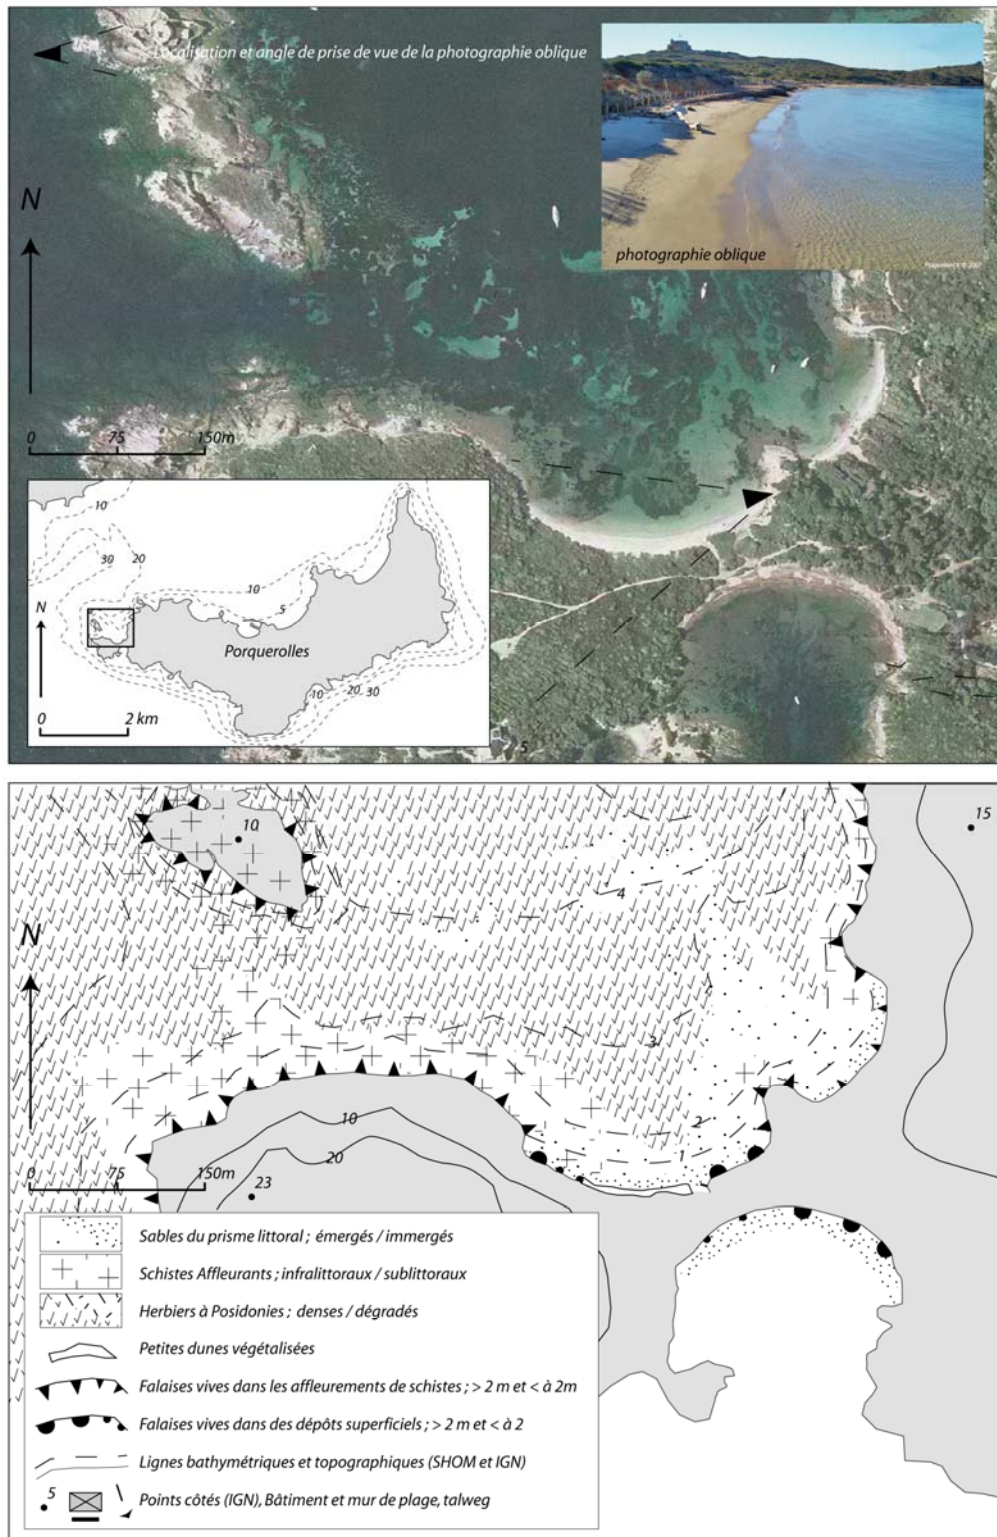 Localisation et angle de prise de vue de la photographie oblique
photographie oblique
N
0 75 150m
10
30 20
N
10
5
Porquerolles
10 20 30
0 2 km
5
15
10
4
N
3
10
2
20
1
0 75 150m
23
Sables du prisme littoral ; émergés / immergés
Schistes Affleurants ; infralittoraux / sublittoraux
Herbiers à Posidonies ; denses / dégradés
Petites dunes végétalisées
Falaises vives dans les affleurements de schistes ; > 2 m et < à 2m
Falaises vives dans des dépôts superficiels ; > 2 m et < à 2
Lignes bathymétriques et topographiques (SHOM et IGN)
5
Points côtés (IGN), Bâtiment et mur de plage, talweg